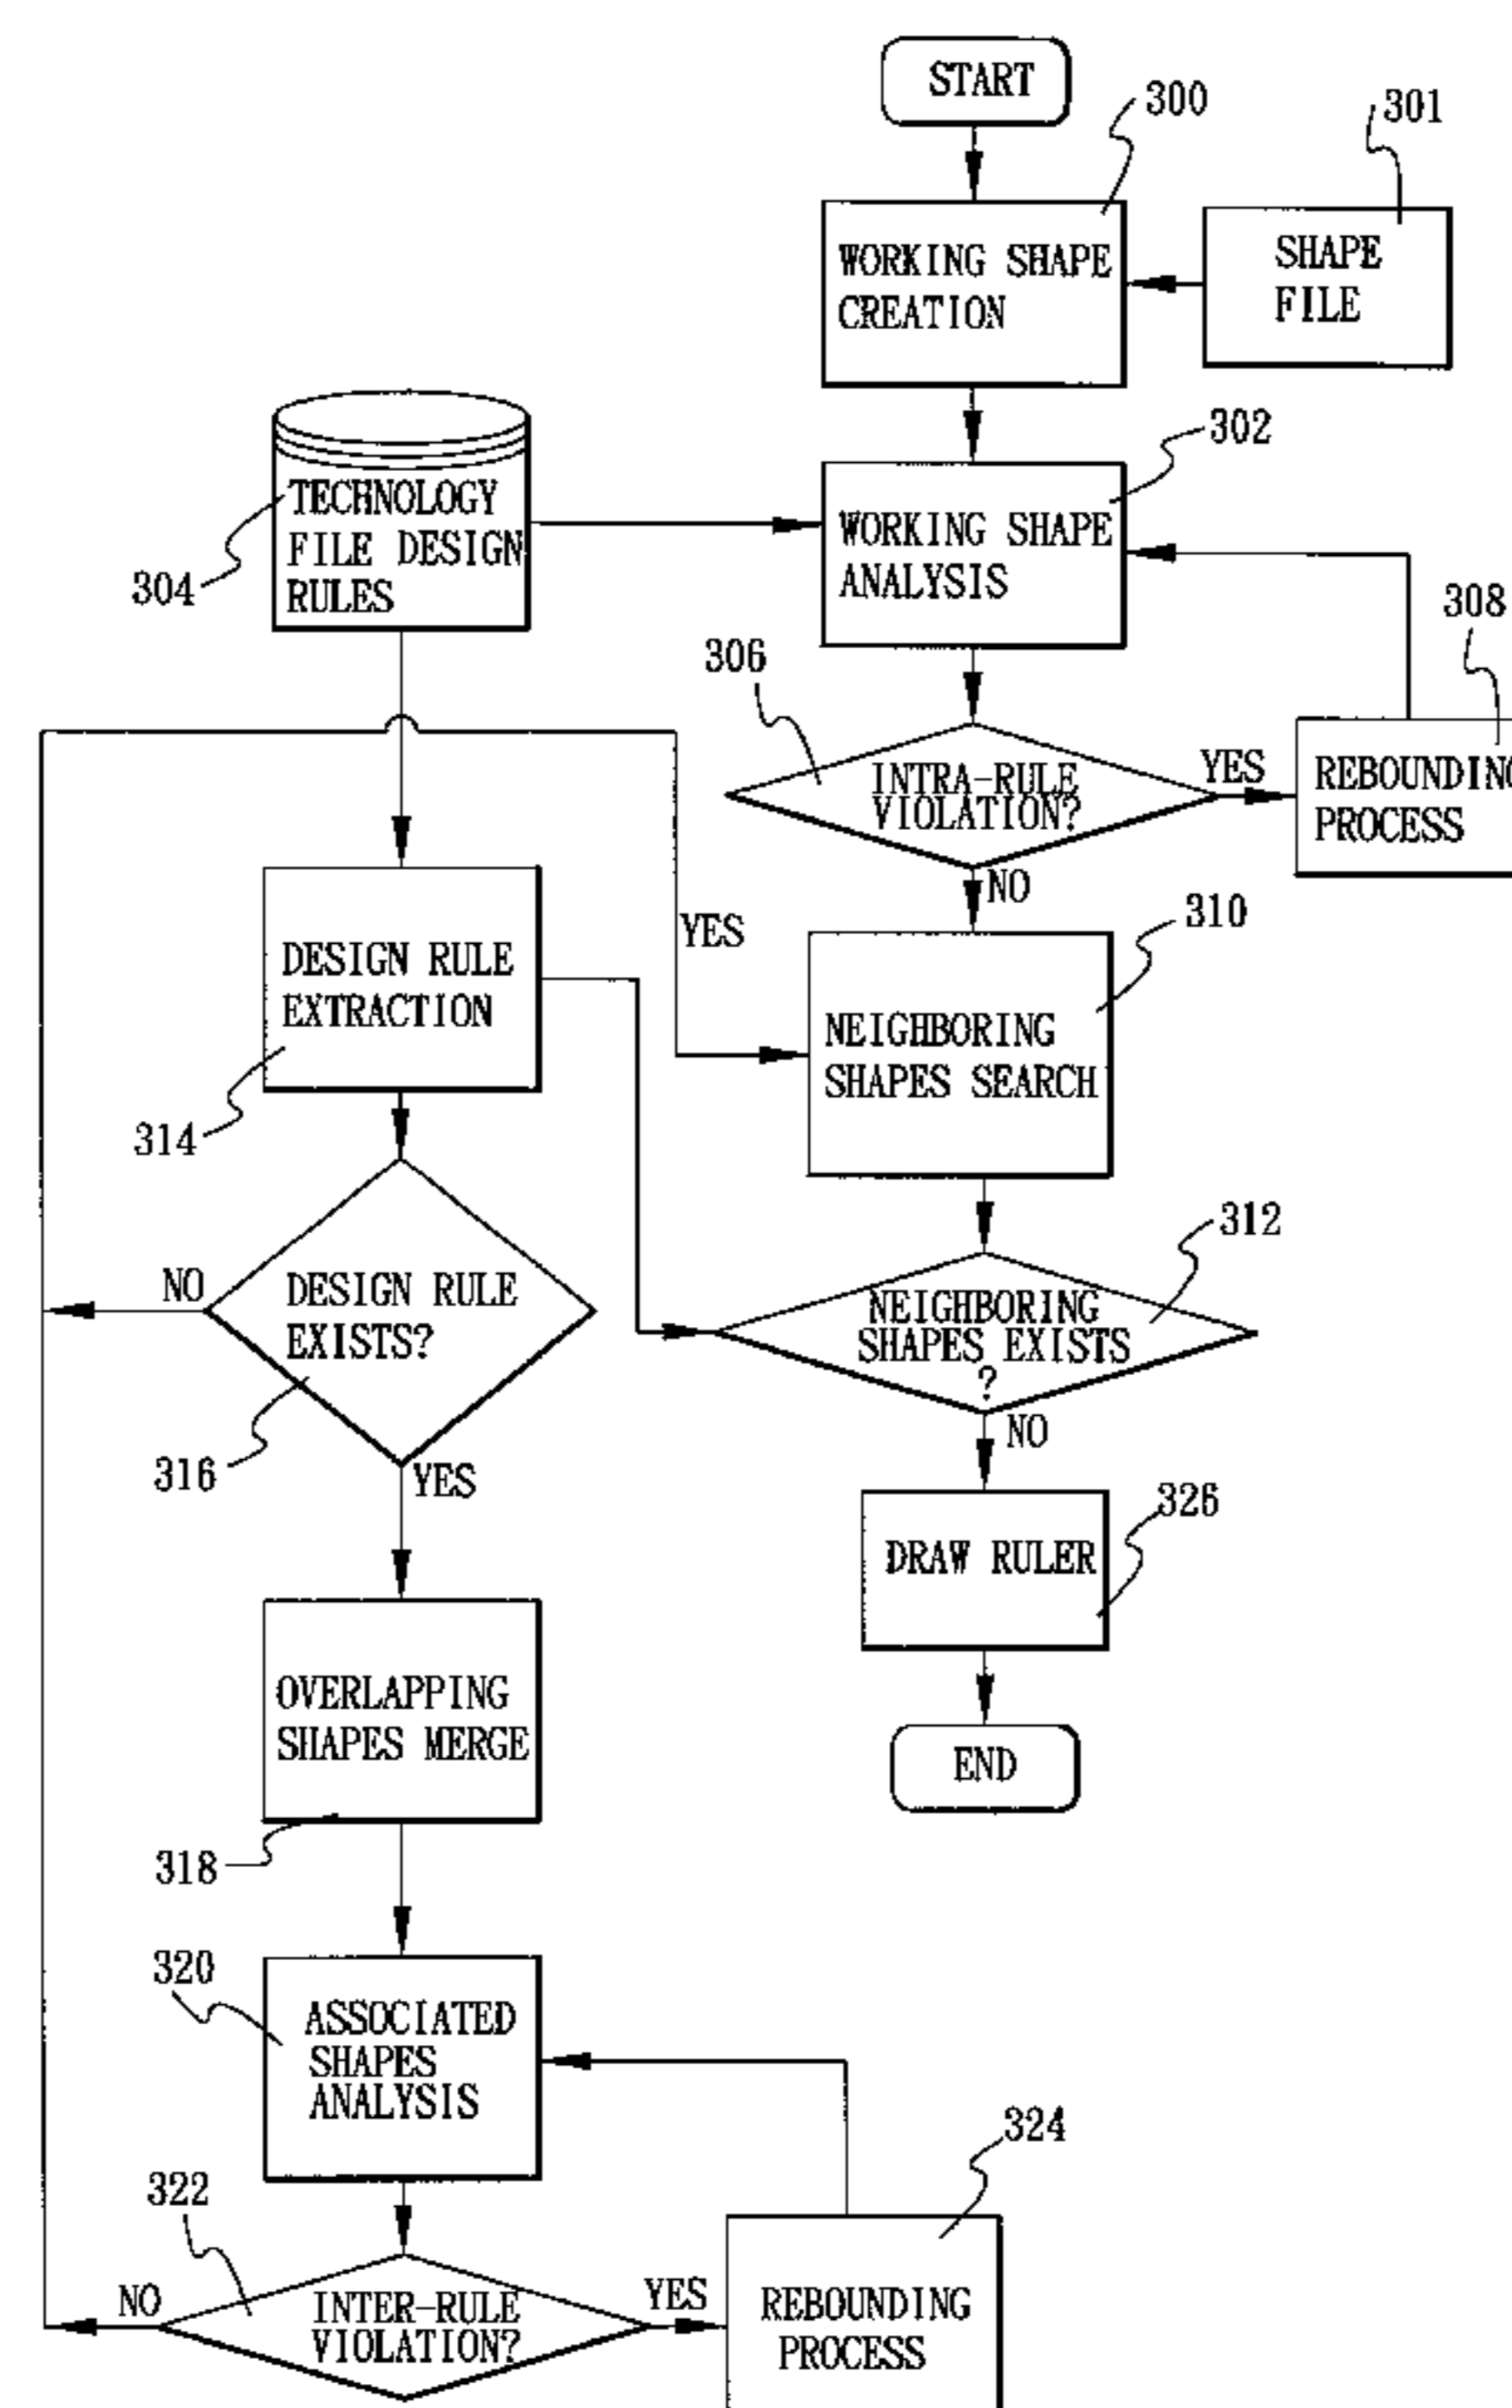 START
300
301
WORKING SHAPE
CREATION
SHAPE
FILE
302
TECHNOLOGY
FILE DESIGN
RULES
304
WORKING SHAPE
ANALYSIS
308
306
INTRA-RULE
VIOLATION?
YES
REBOUNDING
PROCESS
NO
YES
310
DESIGN RULE
EXTRACTION
314
NEIGHBORING
SHAPES SEARCH
312
NO
DESIGN RULE
EXISTS?
316
YES
NEIGHBORING
SHAPES EXISTS
?
NO
326
DRAW RULER
OVERLAPPING
SHAPES MERGE
318
END
320
ASSOCIATED
SHAPES
ANALYSIS
324
322
NO
INTER-RULE
VIOLATION?
YES
REBOUNDING
PROCESS